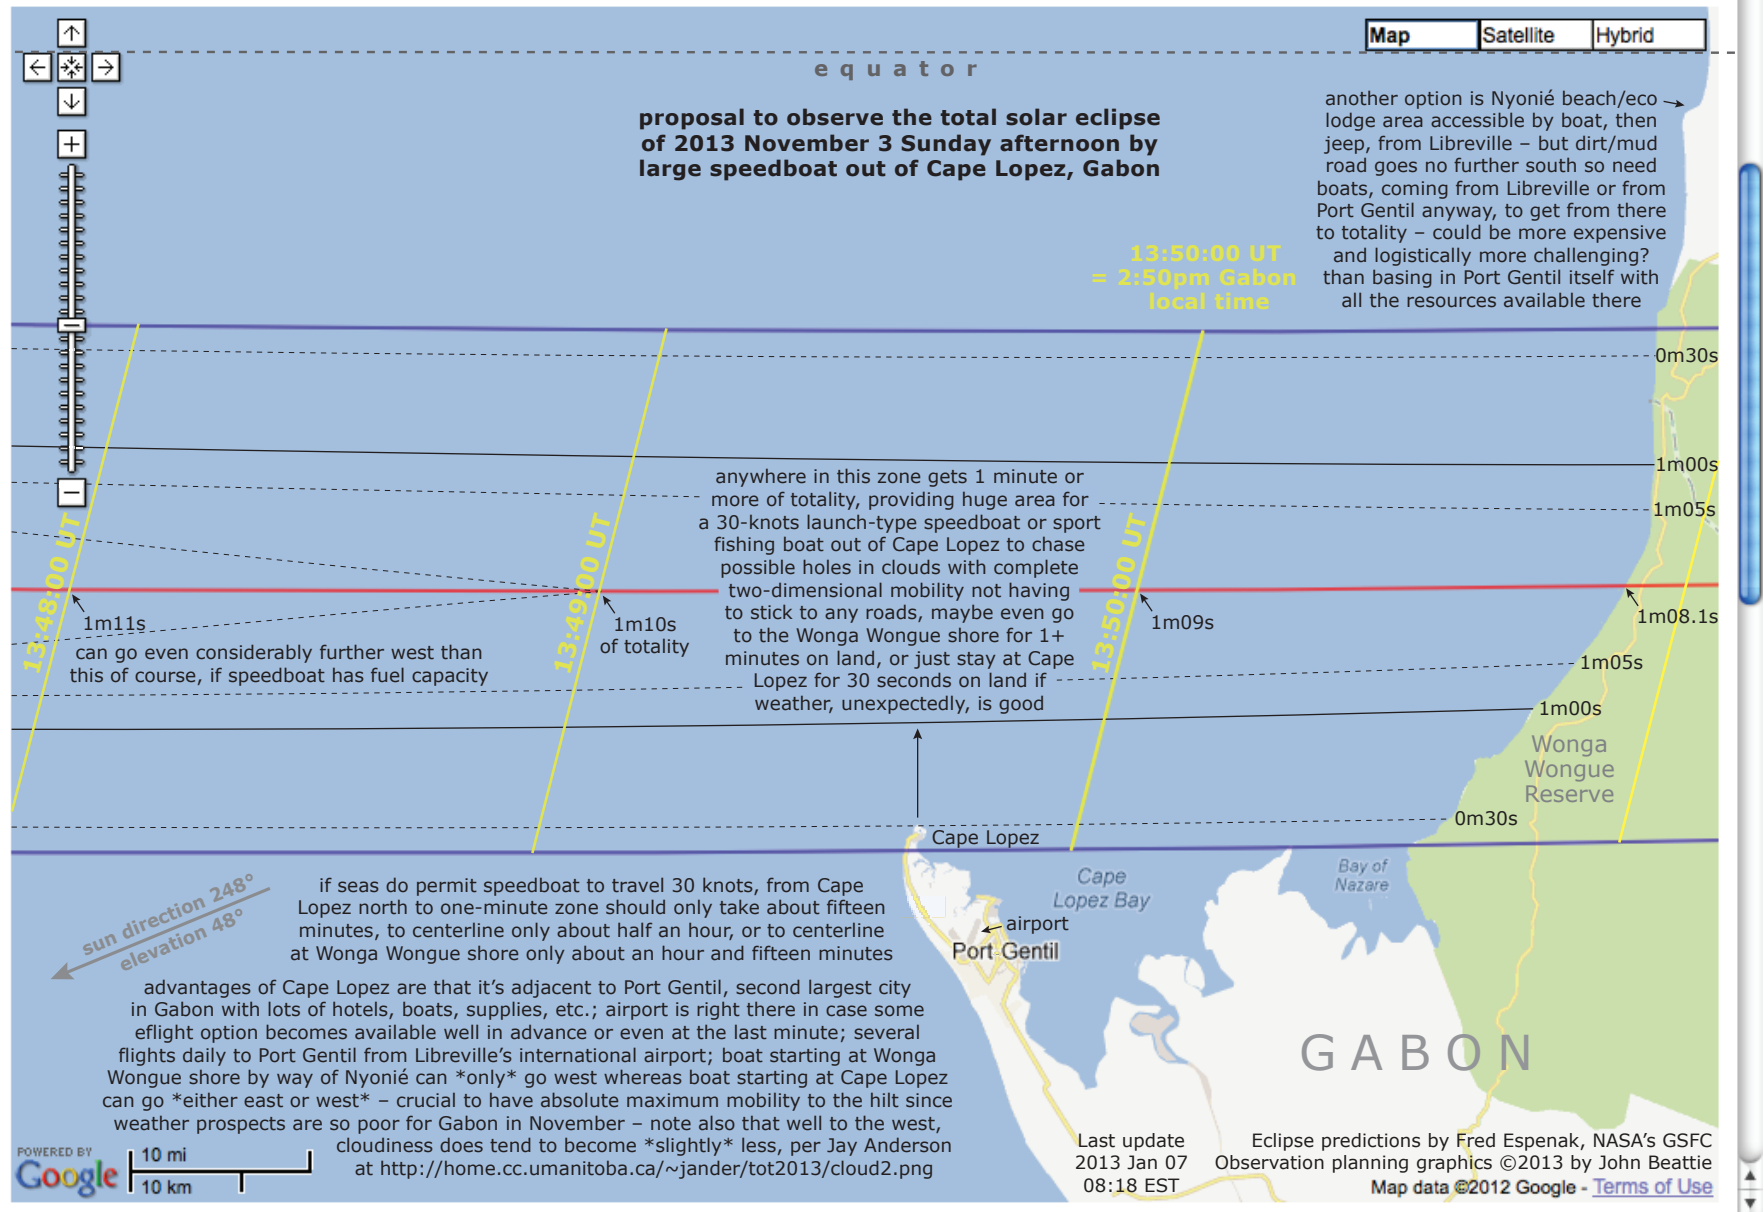 Map
Satellite
Hybrid
equator
proposal to observe the total solar eclipse
of 2013 November 3 Sunday afternoon by
large speedboat out of Cape Lopez, Gabon
another option is Nyonié beach/eco
lodge area accessible by boat, then
jeep, from Libreville – but dirt/mud
road goes no further south so need
boats, coming from Libreville or from
Port Gentil anyway, to get from there
to totality – could be more expensive
and logistically more challenging?
than basing in Port Gentil itself with
all the resources available there
13:50:00 UT
= 2:50pm Gabon
local time
0m30s
1m00s
1m05s
anywhere in this zone gets 1 minute or
more of totality, providing huge area for
a 30-knots launch-type speedboat or sport
fishing boat out of Cape Lopez to chase
possible holes in clouds with complete
two-dimensional mobility not having
to stick to any roads, maybe even go
to the Wonga Wongue shore for 1+
minutes on land, or just stay at Cape
Lopez for 30 seconds on land if
weather, unexpectedly, is good
13:48:00 UT
13:49:00 UT
13:50:00 UT
1m11s
1m10s
of totality
1m09s
1m08.1s
can go even considerably further west than
this of course, if speedboat has fuel capacity
1m05s
1m00s
Wonga
Wongue
Reserve
0m30s
Cape Lopez
Cape
Lopez Bay
Bay of
Nazare
sun direction 248°
elevation 48°
if seas do permit speedboat to travel 30 knots, from Cape
Lopez north to one-minute zone should only take about fifteen
minutes, to centerline only about half an hour, or to centerline
at Wonga Wongue shore only about an hour and fifteen minutes
airport
Port Gentil
advantages of Cape Lopez are that it's adjacent to Port Gentil, second largest city
in Gabon with lots of hotels, boats, supplies, etc.; airport is right there in case some
eflight option becomes available well in advance or even at the last minute; several
flights daily to Port Gentil from Libreville's international airport; boat starting at Wonga
Wongue shore by way of Nyonié can *only* go west whereas boat starting at Cape Lopez
can go *either east or west* – crucial to have absolute maximum mobility to the hilt since
weather prospects are so poor for Gabon in November – note also that well to the west,
cloudiness does tend to become *slightly* less, per Jay Anderson
at http://home.cc.umanitoba.ca/~jander/tot2013/cloud2.png
GABON
POWERED BY
Google
10 mi
10 km
Last update
2013 Jan 07
08:18 EST
Eclipse predictions by Fred Espenak, NASA's GSFC
Observation planning graphics ©2013 by John Beattie
Map data ©2012 Google - Terms of Use